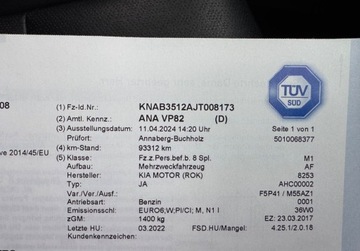 TÜV
SÜD
08
(1) Fz-Id.Nr.: KNAB3512AJT008173
(2) Amtl. Kennz.: ANA VP82 (D)
(3) Ausstellungsdatum: 11.04.2024 14:20 Uhr Seite 1 von 1
Prüfort: Annaberg-Buchholz 5010068377
(4) km-Stand: 93312 km
ve 2014/45/EU
(5) Klasse: Fz.z.Pers.bef.b. 8 Spl. M1
Aufbau: Mehrzweckfahrzeug AF
Hersteller: KIA MOTOR (ROK) 8253
Typ: JA AHC00002
Var./Ver./Ausf.: F5P41 / M55AZ1
Antriebsart: Benzin 0001
Emissionsschl: EURO6;W;PI/CI; M, N1 I 36W0
zGM: 1400 kg EZ: 23.03.2017
Letzte HU: 03.2022 FSD.HU/Mangel: 4.25.1/2.0.18
Kundenkennzeichen: